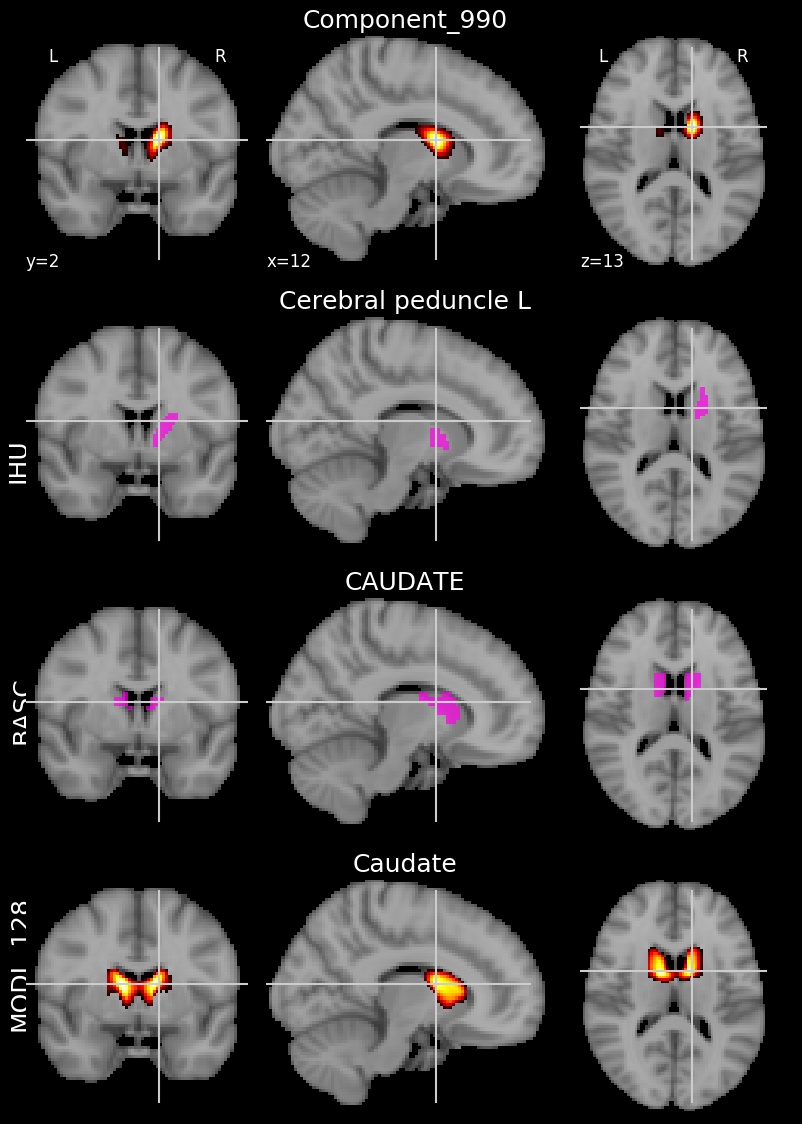 Component_990
L R L R
y=2 x=12 z=13
Cerebral peduncle L
CAUDATE
Caudate